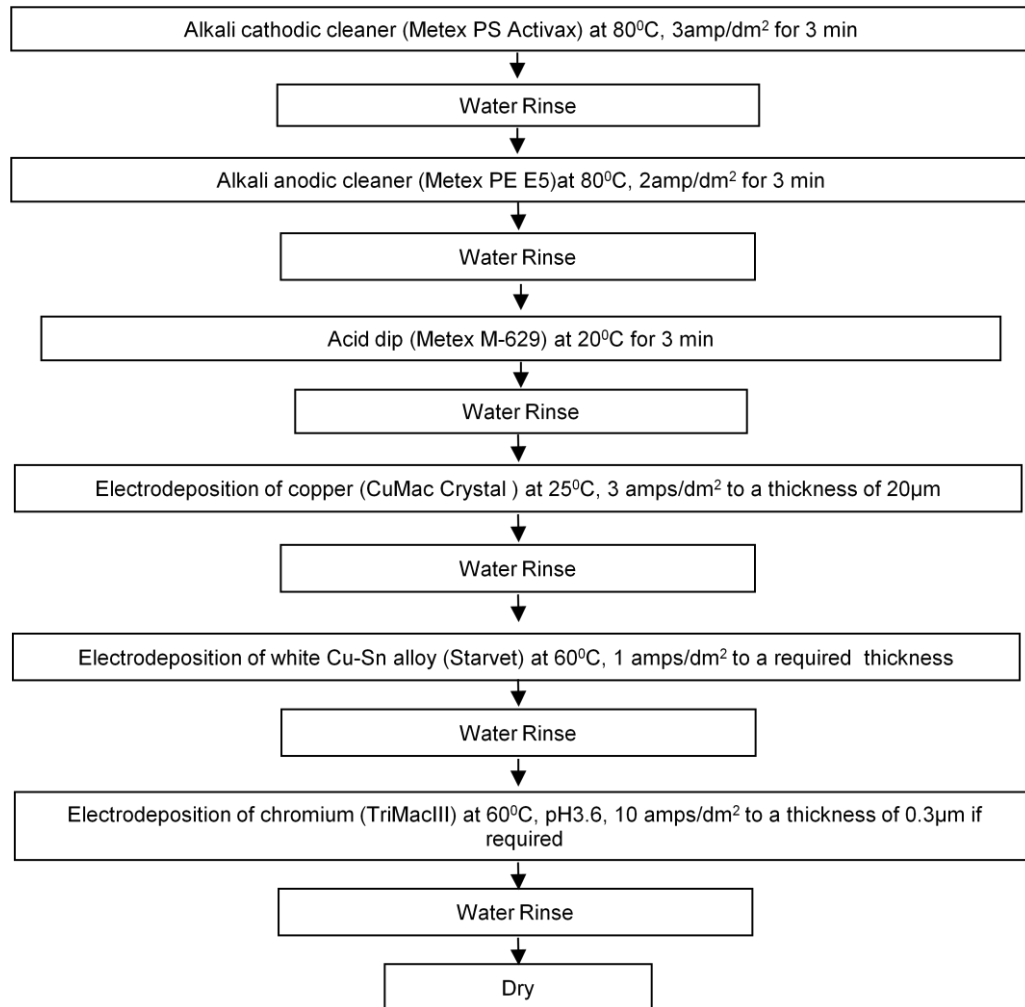 Alkali cathodic cleaner (Metex PS Activax) at 80⁰C, 3amp/dm² for 3 min
Water Rinse
Alkali anodic cleaner (Metex PE E5)at 80⁰C, 2amp/dm² for 3 min
Water Rinse
Acid dip (Metex M-629) at 20⁰C for 3 min
Water Rinse
Electrodeposition of copper (CuMac Crystal ) at 25⁰C, 3 amps/dm² to a thickness of 20µm
Water Rinse
Electrodeposition of white Cu-Sn alloy (Starvet) at 60⁰C, 1 amps/dm² to a required thickness
Water Rinse
Electrodeposition of chromium (TriMacIII) at 60⁰C, pH3.6, 10 amps/dm² to a thickness of 0.3µm if
required
Water Rinse
Dry